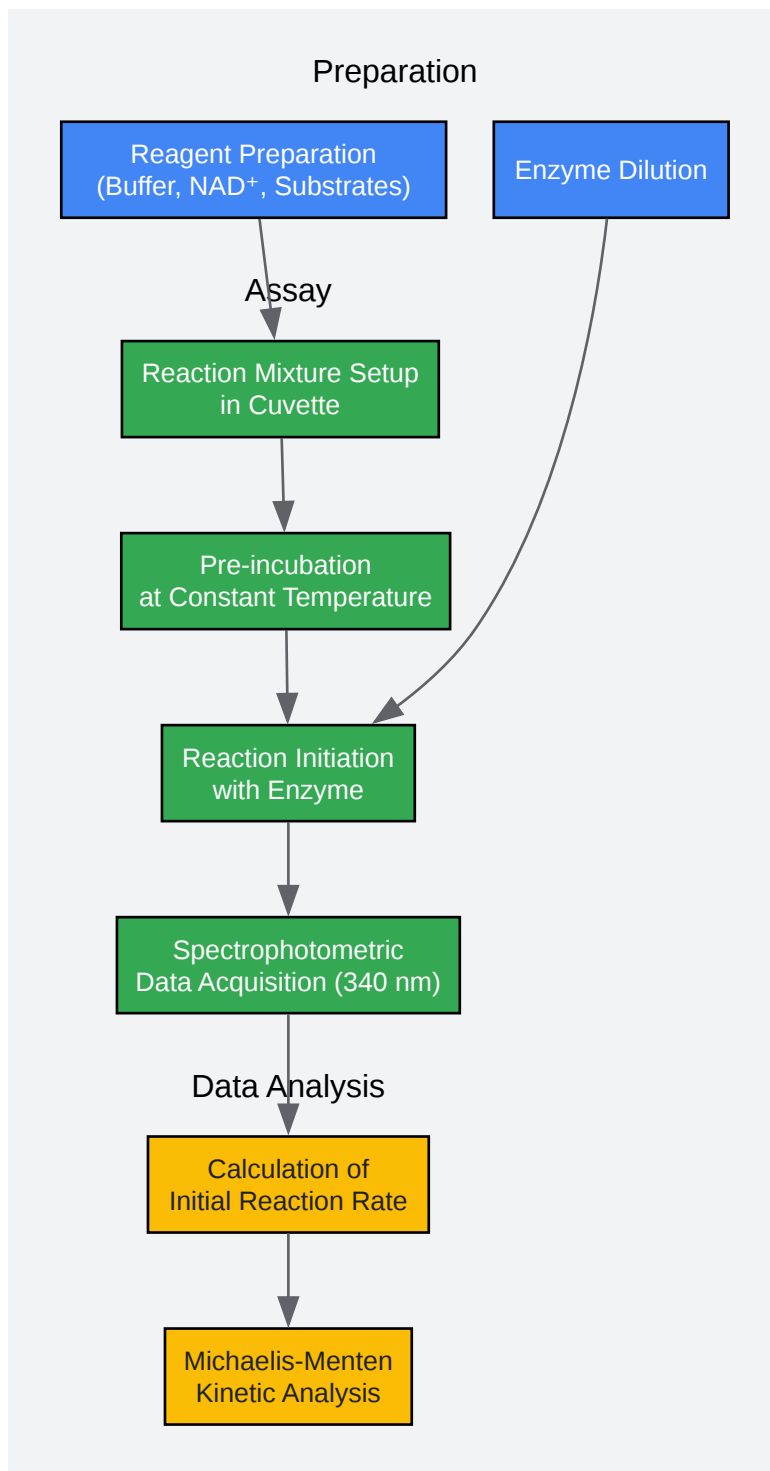 Preparation
Reagent Preparation
(Buffer, NAD⁺, Substrates)
Enzyme Dilution
Assay
Reaction Mixture Setup
in Cuvette
Pre-incubation
at Constant Temperature
Reaction Initiation
with Enzyme
Spectrophotometric
Data Acquisition (340 nm)
Data Analysis
Calculation of
Initial Reaction Rate
Michaelis-Menten
Kinetic Analysis